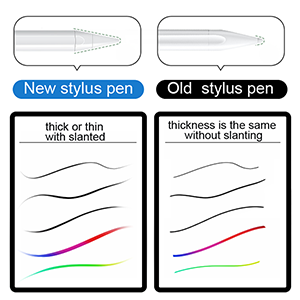 New stylus pen
Old stylus pen
thick or thin
with slanted
thickness is the same
without slanting